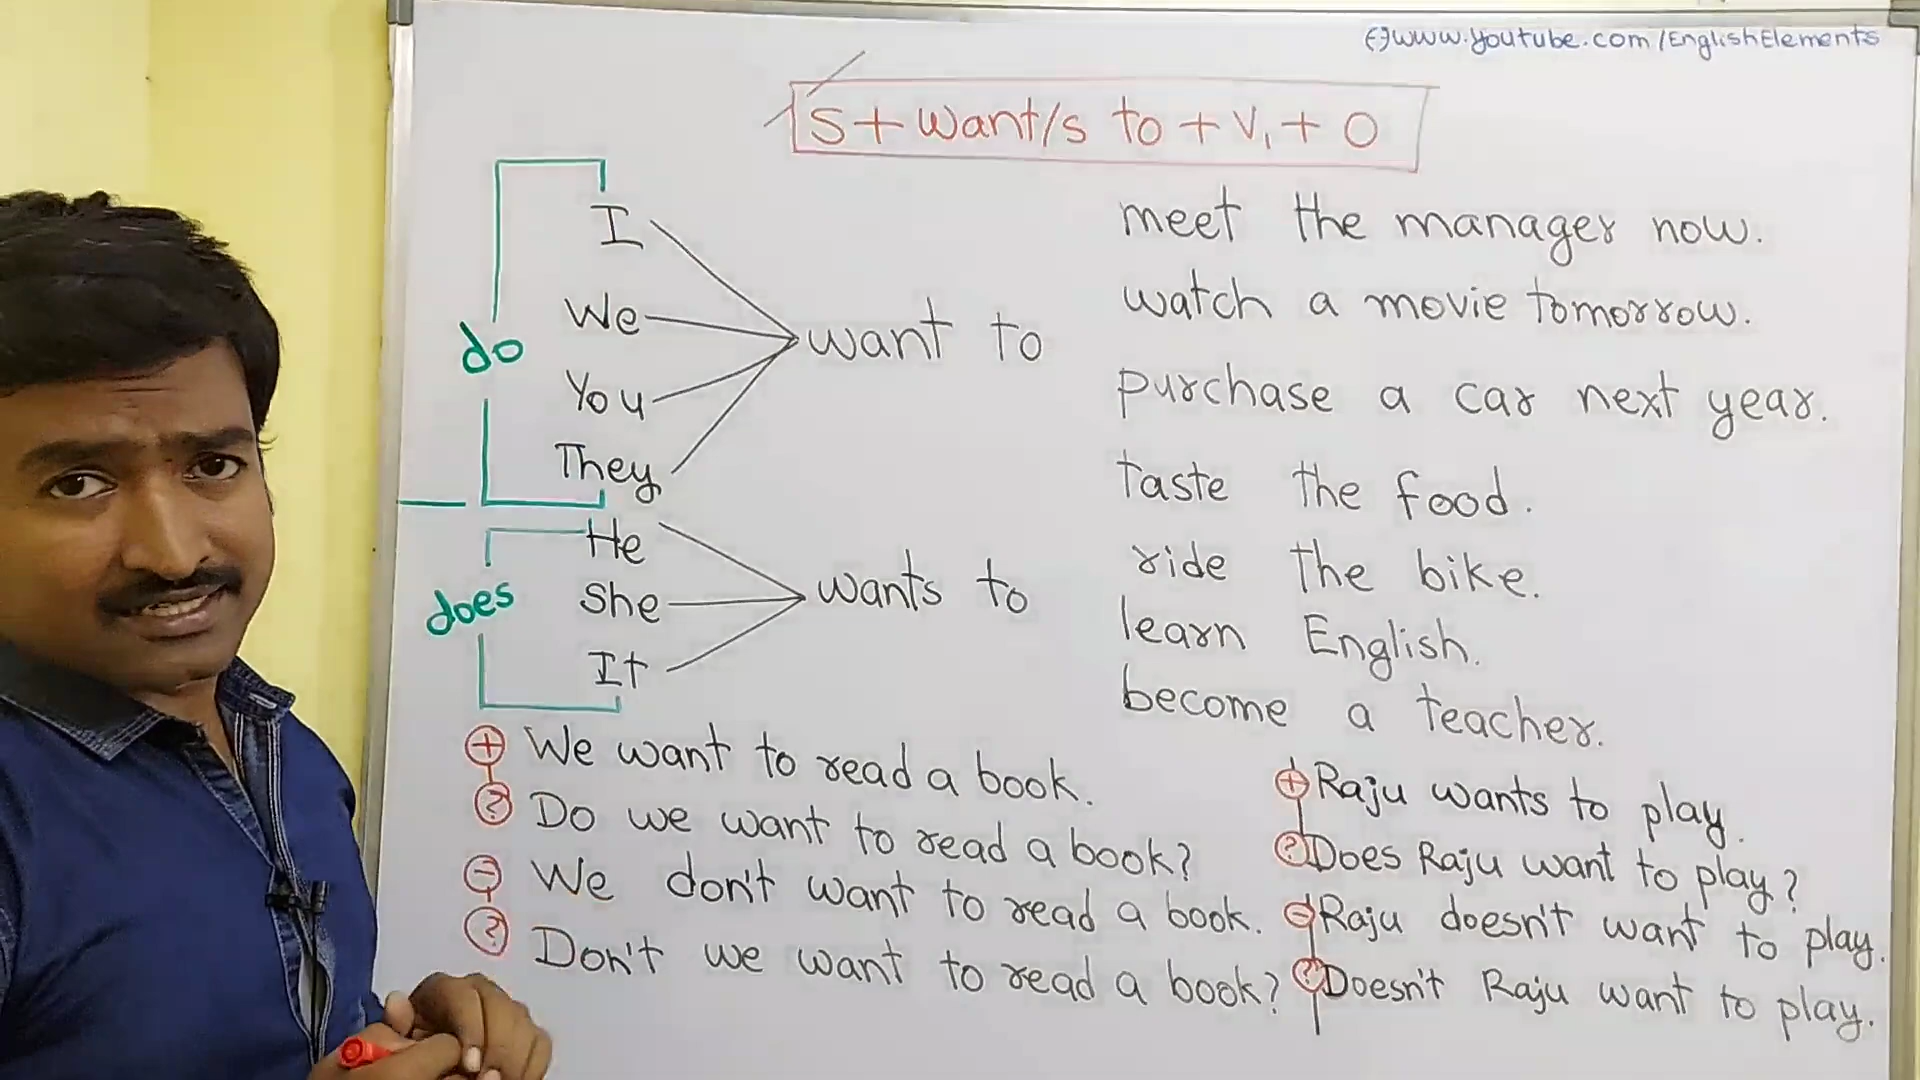 www.youtube.com/EnglishElements
S + want/s to + V₁ + O
I
We
do
You
They
want to
He
does
She
It
wants to
meet the manager now.
watch a movie tomorrow.
purchase a car next year.
taste the food.
ride the bike.
learn English.
become a teacher.
+ We want to read a book.
? Do we want to read a book?
- We don't want to read a book.
? Don't we want to read a book?
+ Raju wants to play.
? Does Raju want to play?
- Raju doesn't want to play.
? Doesn't Raju want to play.